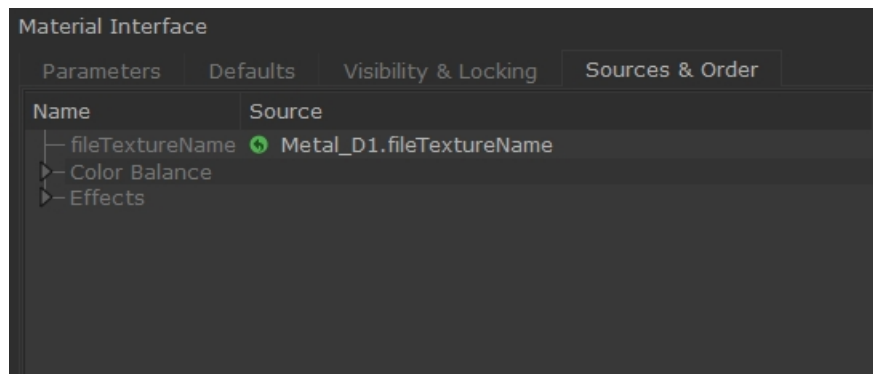 Material Interface
Parameters Defaults Visibility & Locking Sources & Order
Name Source
fileTextureName Metal_D1.fileTextureName
Color Balance
Effects